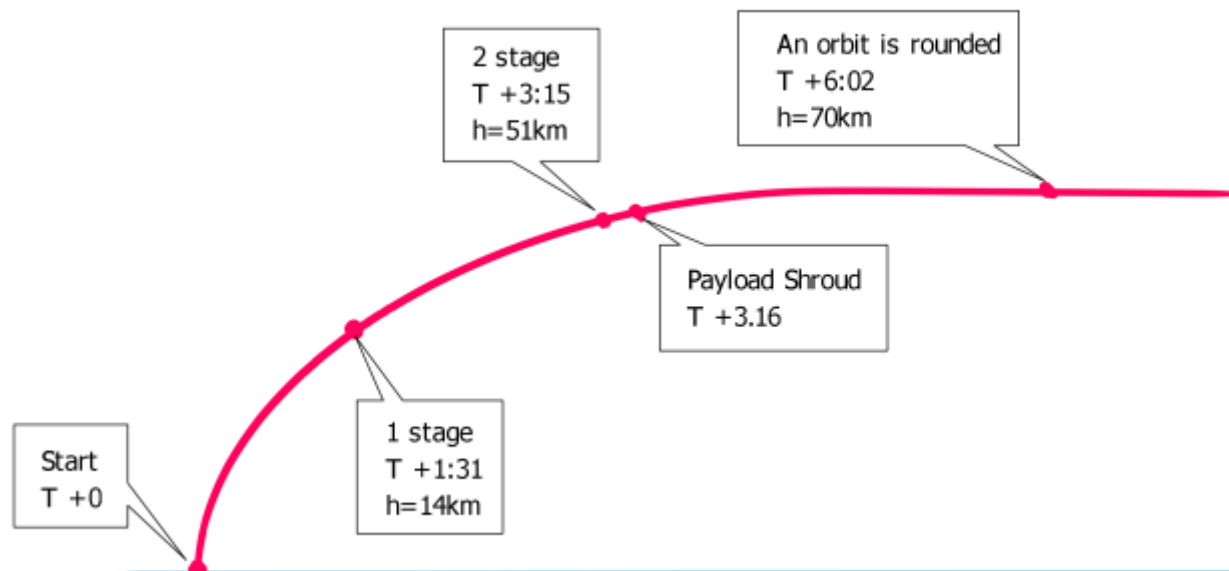 Start
T +0
1 stage
T +1:31
h=14km
2 stage
T +3:15
h=51km
Payload Shroud
T +3.16
An orbit is rounded
T +6:02
h=70km